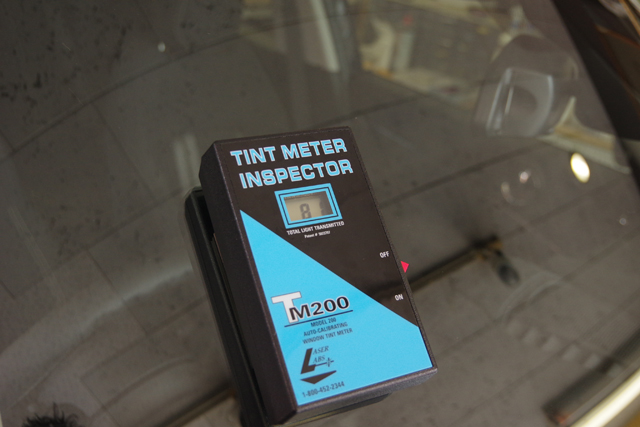 TINT METER
INSPECTOR
8
TOTAL LIGHT TRANSMITTED
OFF
ON
TM200
MODEL 200
AUTO-CALIBRATING
WINDOW TINT METER
LASER
LABS
1-800-452-2344